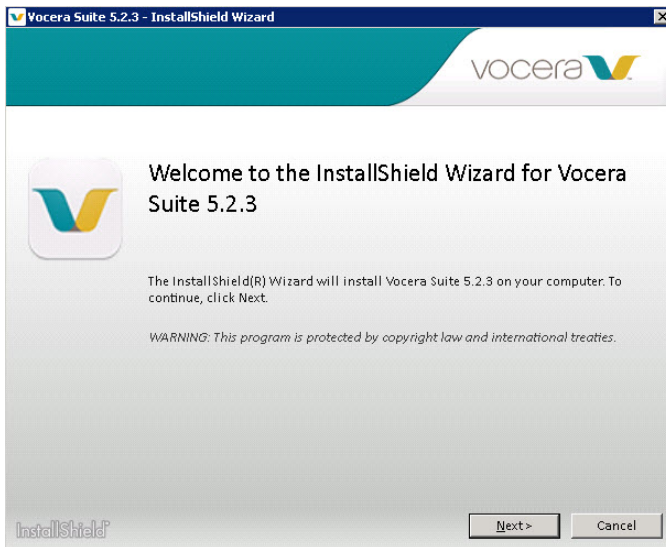 Vocera Suite 5.2.3 - InstallShield Wizard
vocera
Welcome to the InstallShield Wizard for Vocera
Suite 5.2.3
The InstallShield(R) Wizard will install Vocera Suite 5.2.3 on your computer. To
continue, click Next.
WARNING: This program is protected by copyright law and international treaties.
InstallShield
Next >
Cancel